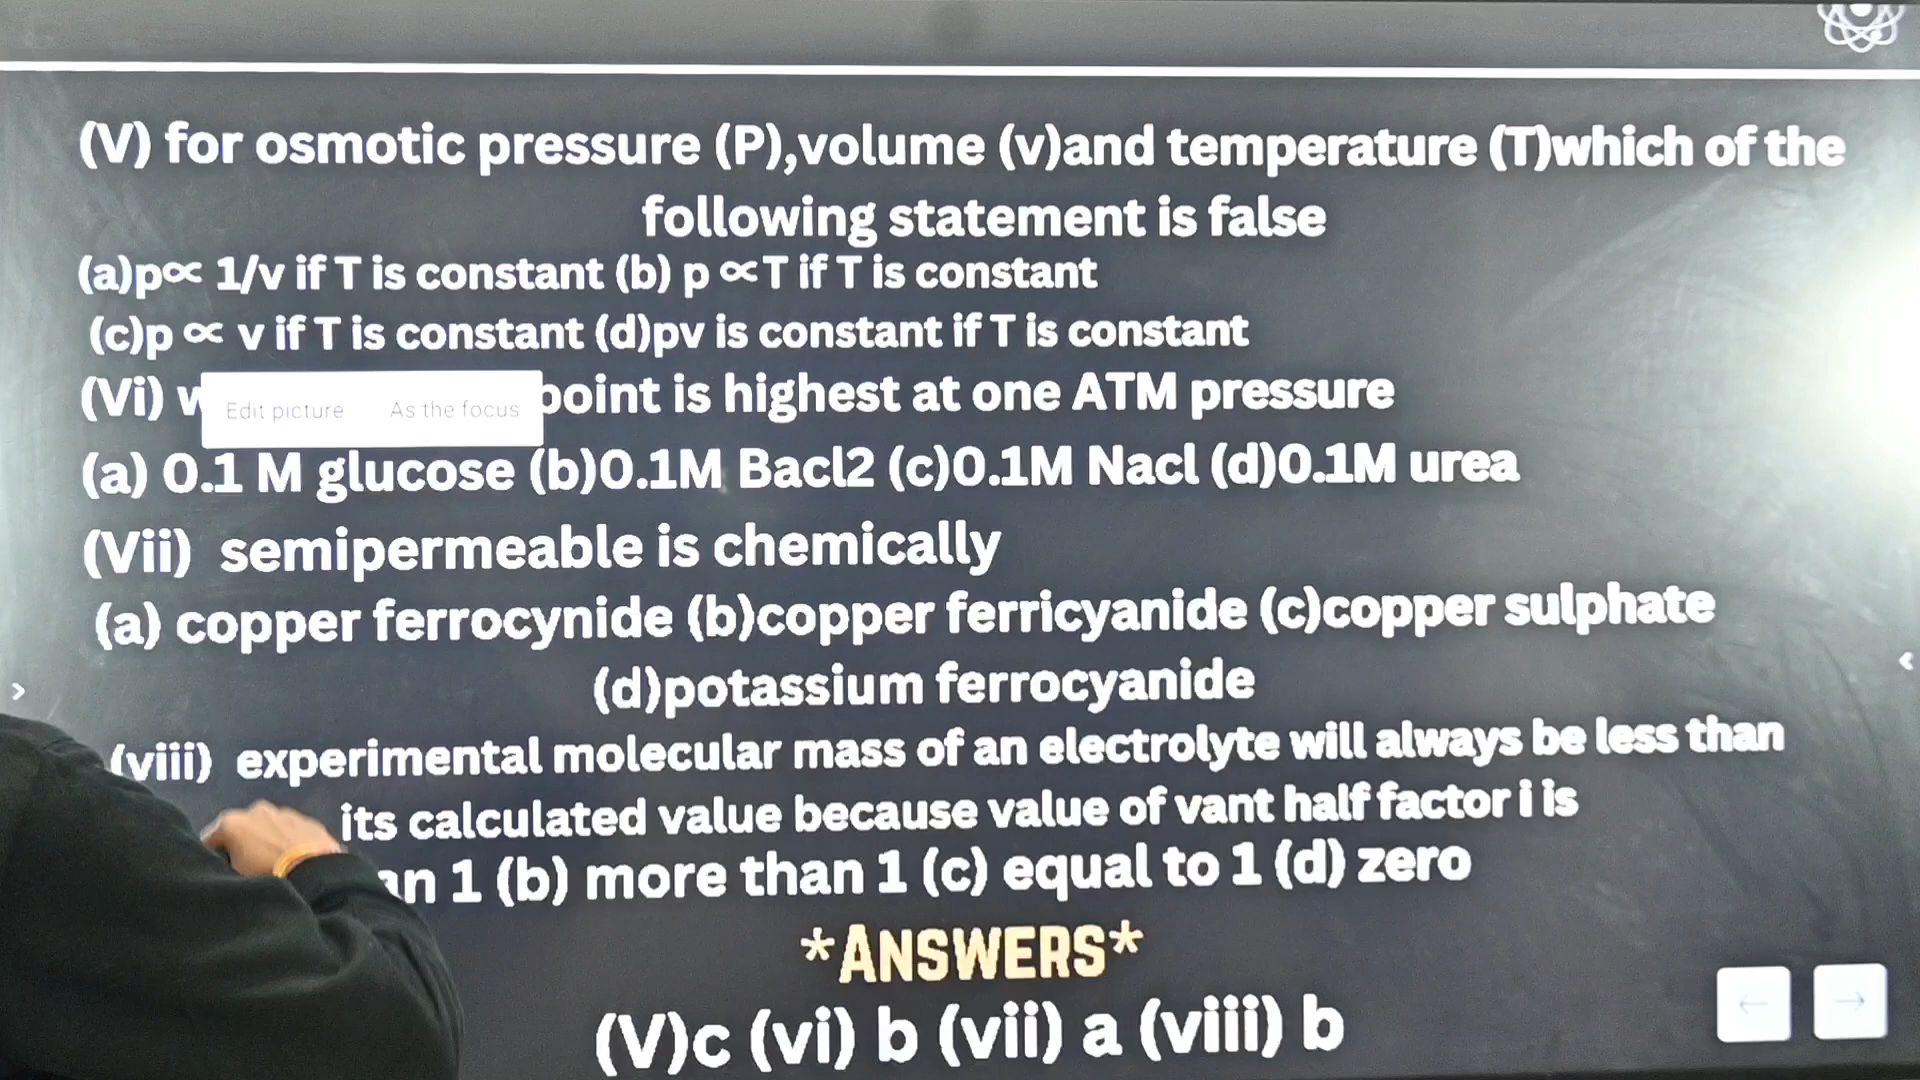 (V) for osmotic pressure (P),volume (v)and temperature (T)which of the
following statement is false
(a)p∝ 1/v if T is constant (b) p ∝T if T is constant
(c)p ∝ v if T is constant (d)pv is constant if T is constant
(Vi) point is highest at one ATM pressure
Edit picture As the focus
(a) 0.1 M glucose (b)0.1M Bacl2 (c)0.1M Nacl (d)0.1M urea
(Vii) semipermeable is chemically
(a) copper ferrocynide (b)copper ferricyanide (c)copper sulphate
(d)potassium ferrocyanide
(viii) experimental molecular mass of an electrolyte will always be less than
its calculated value because value of vant half factor i is
1 (b) more than 1 (c) equal to 1 (d) zero
*ANSWERS*
(V)c (vi) b (vii) a (viii) b